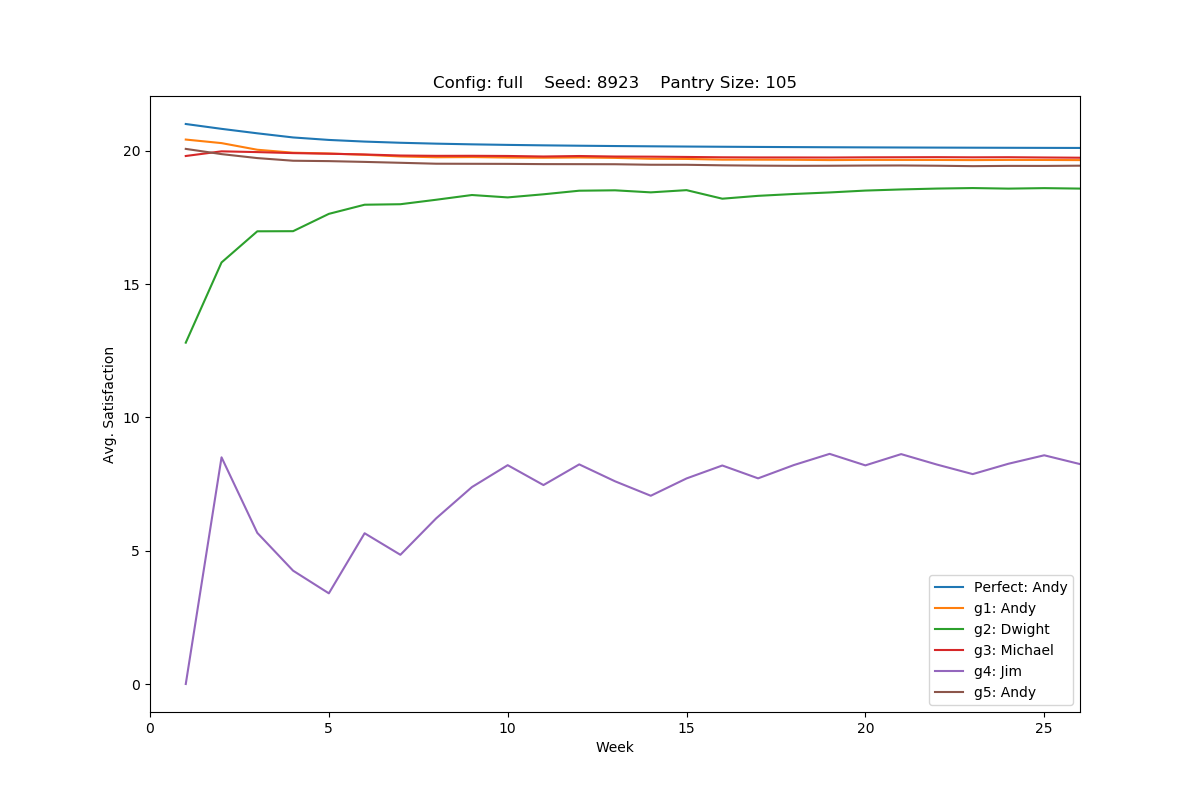 Config: full    Seed: 8923    Pantry Size: 105
Avg. Satisfaction
20
15
10
5
0
0 5 10 15 20 25
Week
Perfect: Andy
g1: Andy
g2: Dwight
g3: Michael
g4: Jim
g5: Andy